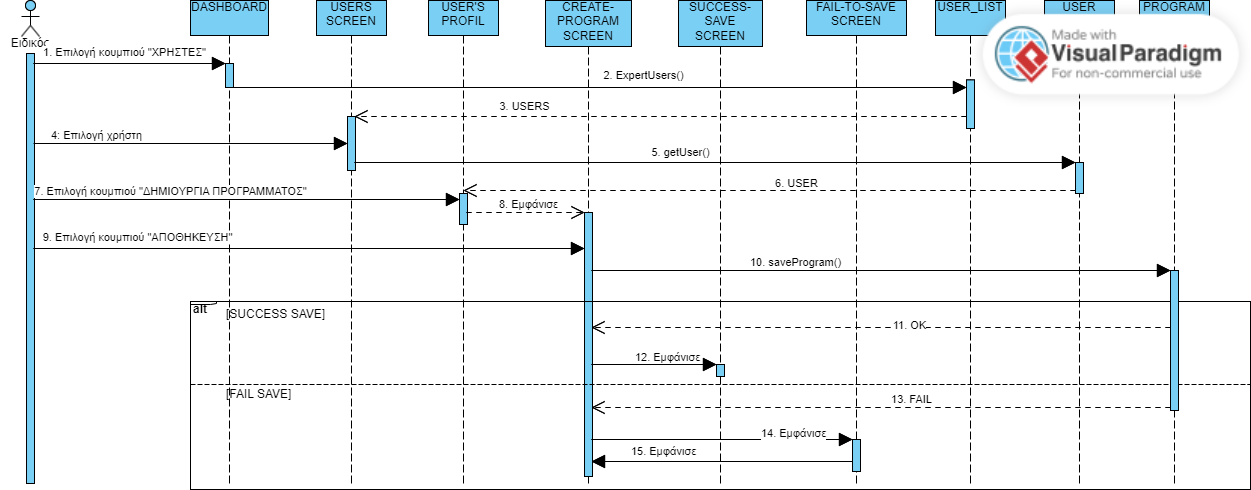 DASHBOARD
USERS
SCREEN
USER'S
PROFIL
CREATE-
PROGRAM
SCREEN
SUCCESS-
SAVE
SCREEN
FAIL-TO-SAVE
SCREEN
USER_LIST
USER
PROGRAM
Made with
VisualParadigm
For non-commercial use
Ειδικός
1. Επιλογή κουμπιού "ΧΡΗΣΤΕΣ"
2. ExpertUsers()
3. USERS
4: Επιλογή χρήστη
5. getUser()
6. USER
7. Επιλογή κουμπιού "ΔΗΜΙΟΥΡΓΙΑ ΠΡΟΓΡΑΜΜΑΤΟΣ"
8. Εμφάνισε
9. Επιλογή κουμπιού "ΑΠΟΘΗΚΕΥΣΗ"
10. saveProgram()
alt
[SUCCESS SAVE]
11. OK
12. Εμφάνισε
[FAIL SAVE]
13. FAIL
14. Εμφάνισε
15. Εμφάνισε